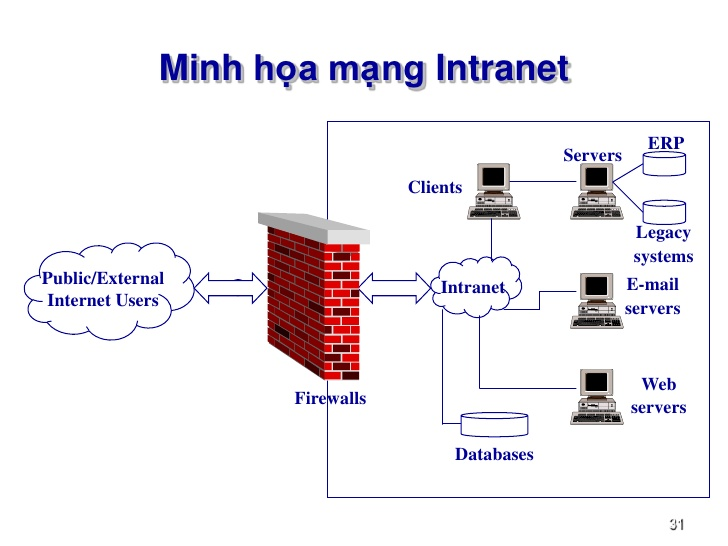 Minh họa mạng Intranet
ERP
Servers
Clients
Legacy
systems
Public/External
Internet Users
Intranet
E-mail
servers
Firewalls
Web
servers
Databases
31